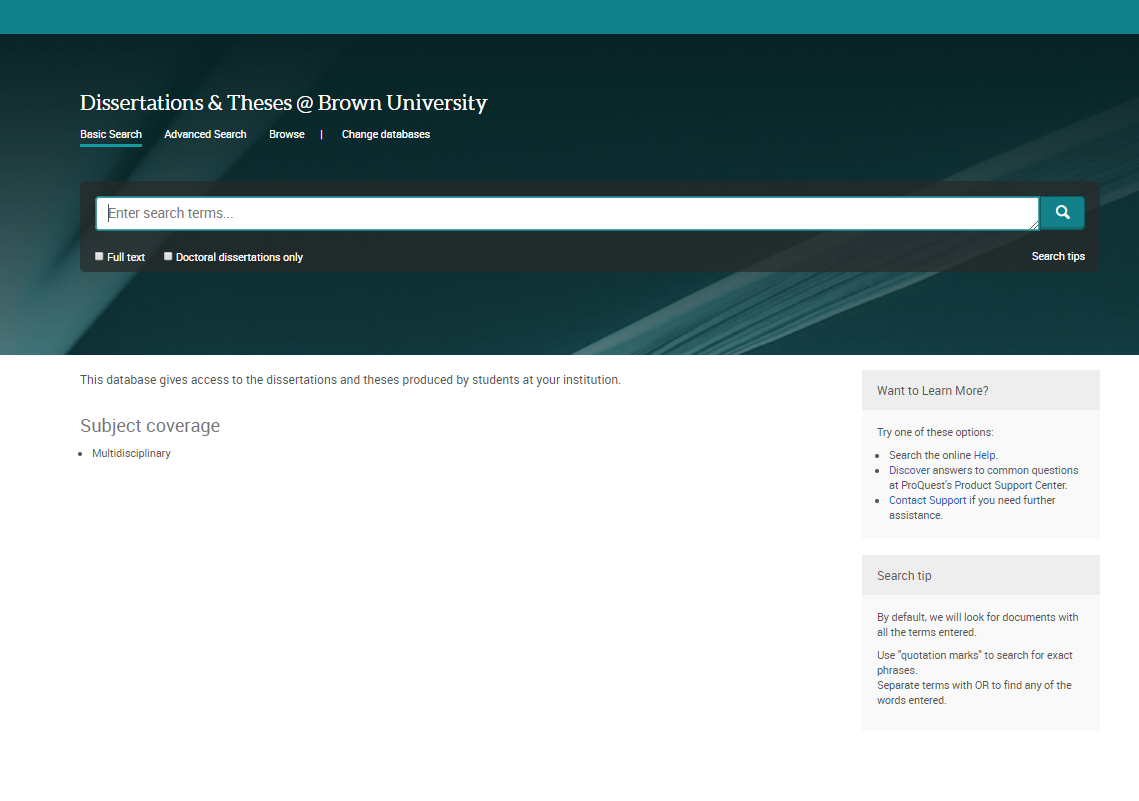 Dissertations & Theses @ Brown University
Basic Search Advanced Search Browse | Change databases
Enter search terms...
Full text Doctoral dissertations only Search tips
This database gives access to the dissertations and theses produced by students at your institution.
Subject coverage
Multidisciplinary
Want to Learn More?
Try one of these options:
Search the online Help.
Discover answers to common questions
at ProQuest's Product Support Center.
Contact Support if you need further
assistance.
Search tip
By default, we will look for documents with
all the terms entered.
Use "quotation marks" to search for exact
phrases.
Separate terms with OR to find any of the
words entered.